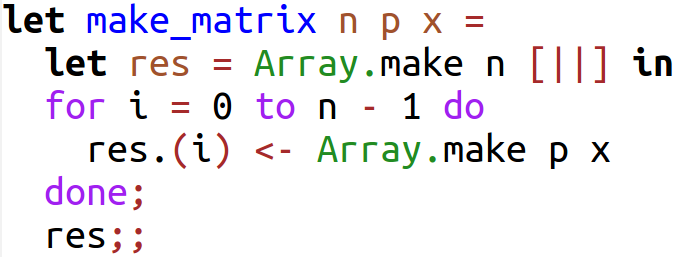 let make_matrix n p x =
  let res = Array.make n [||] in
  for i = 0 to n - 1 do
    res.(i) <- Array.make p x
  done;
  res;;